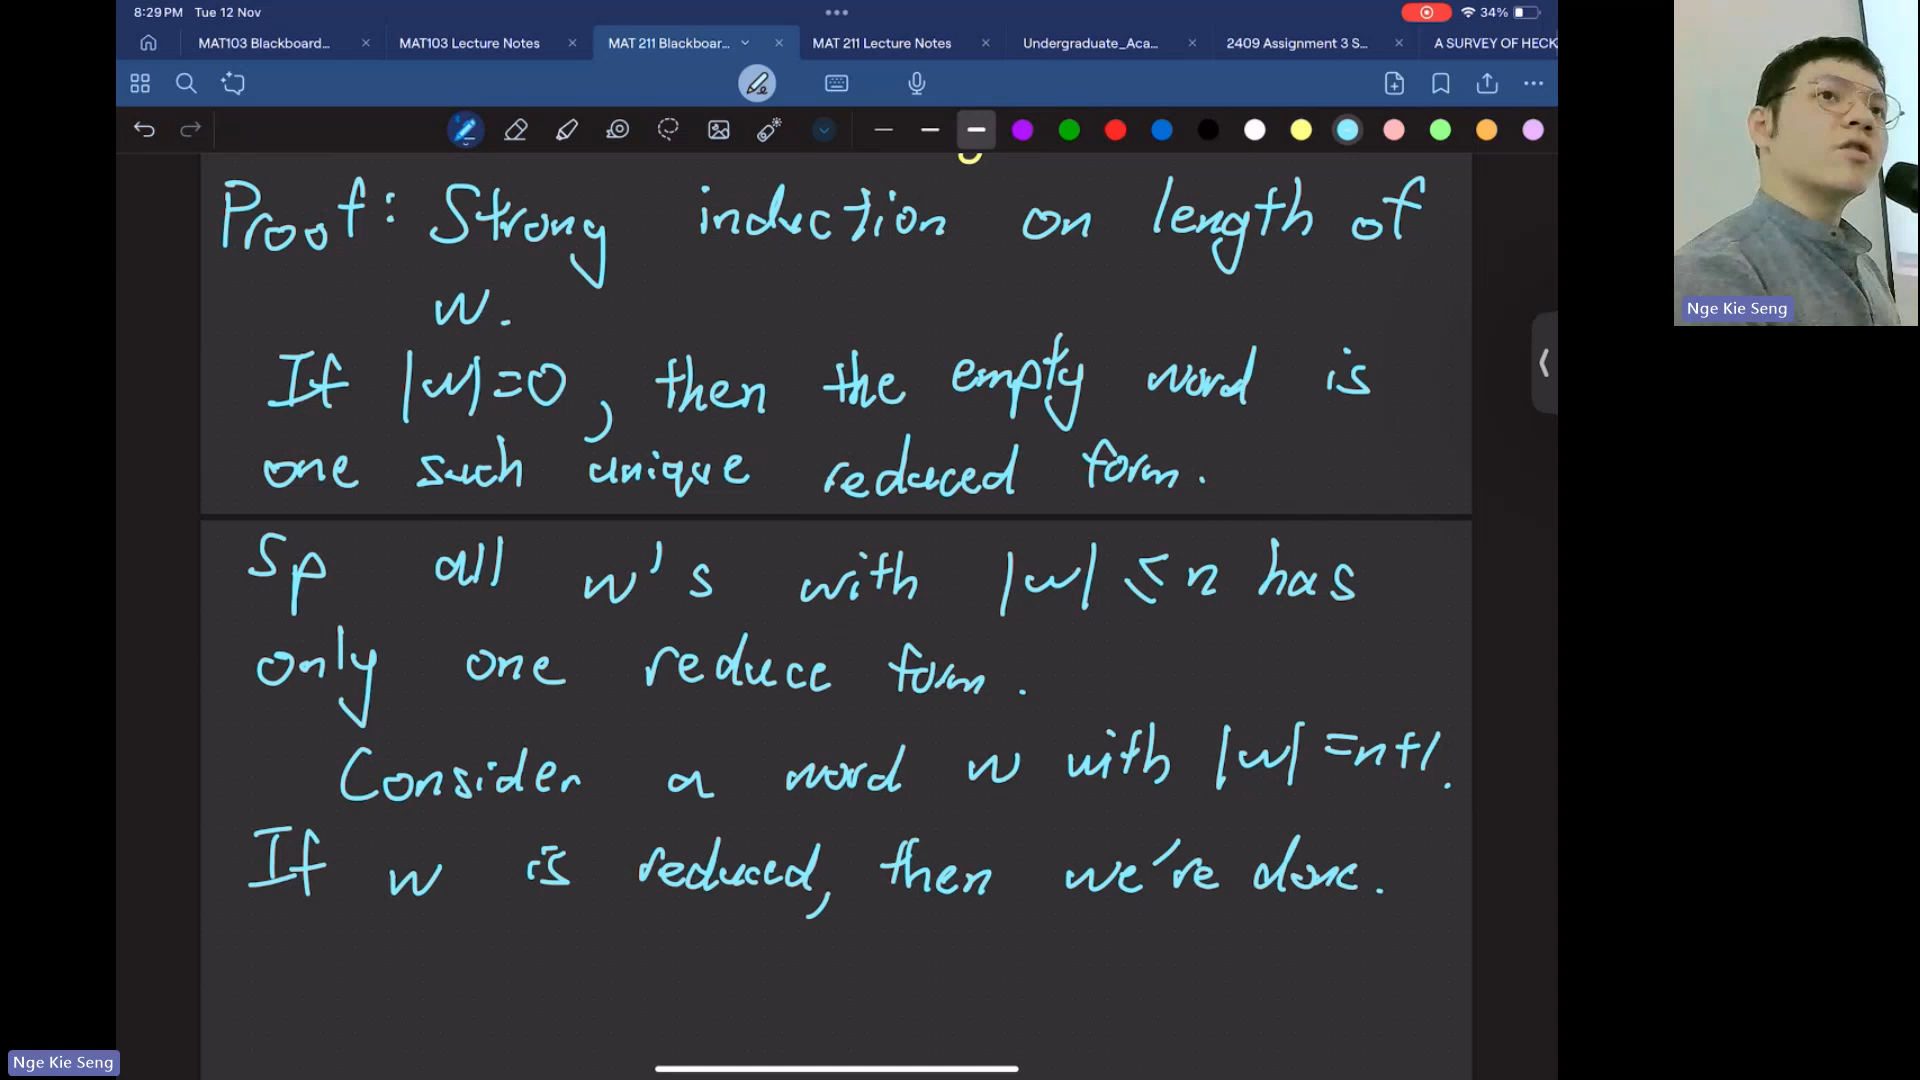 8:29 PM Tue 12 Nov
34%
MAT103 Blackboard...
MAT103 Lecture Notes
MAT 211 Blackboar...
MAT 211 Lecture Notes
Undergraduate_Aca...
2409 Assignment 3 S...
A SURVEY OF HECK
Proof: Strong induction on length of
w.
If |w|=0, then the empty word is
one such unique reduced form.
Sp all w's with |w| ≤ n has
only one reduce form.
Consider a word w with |w| = n+1.
If w is reduced, then we're done.
Nge Kie Seng
Nge Kie Seng